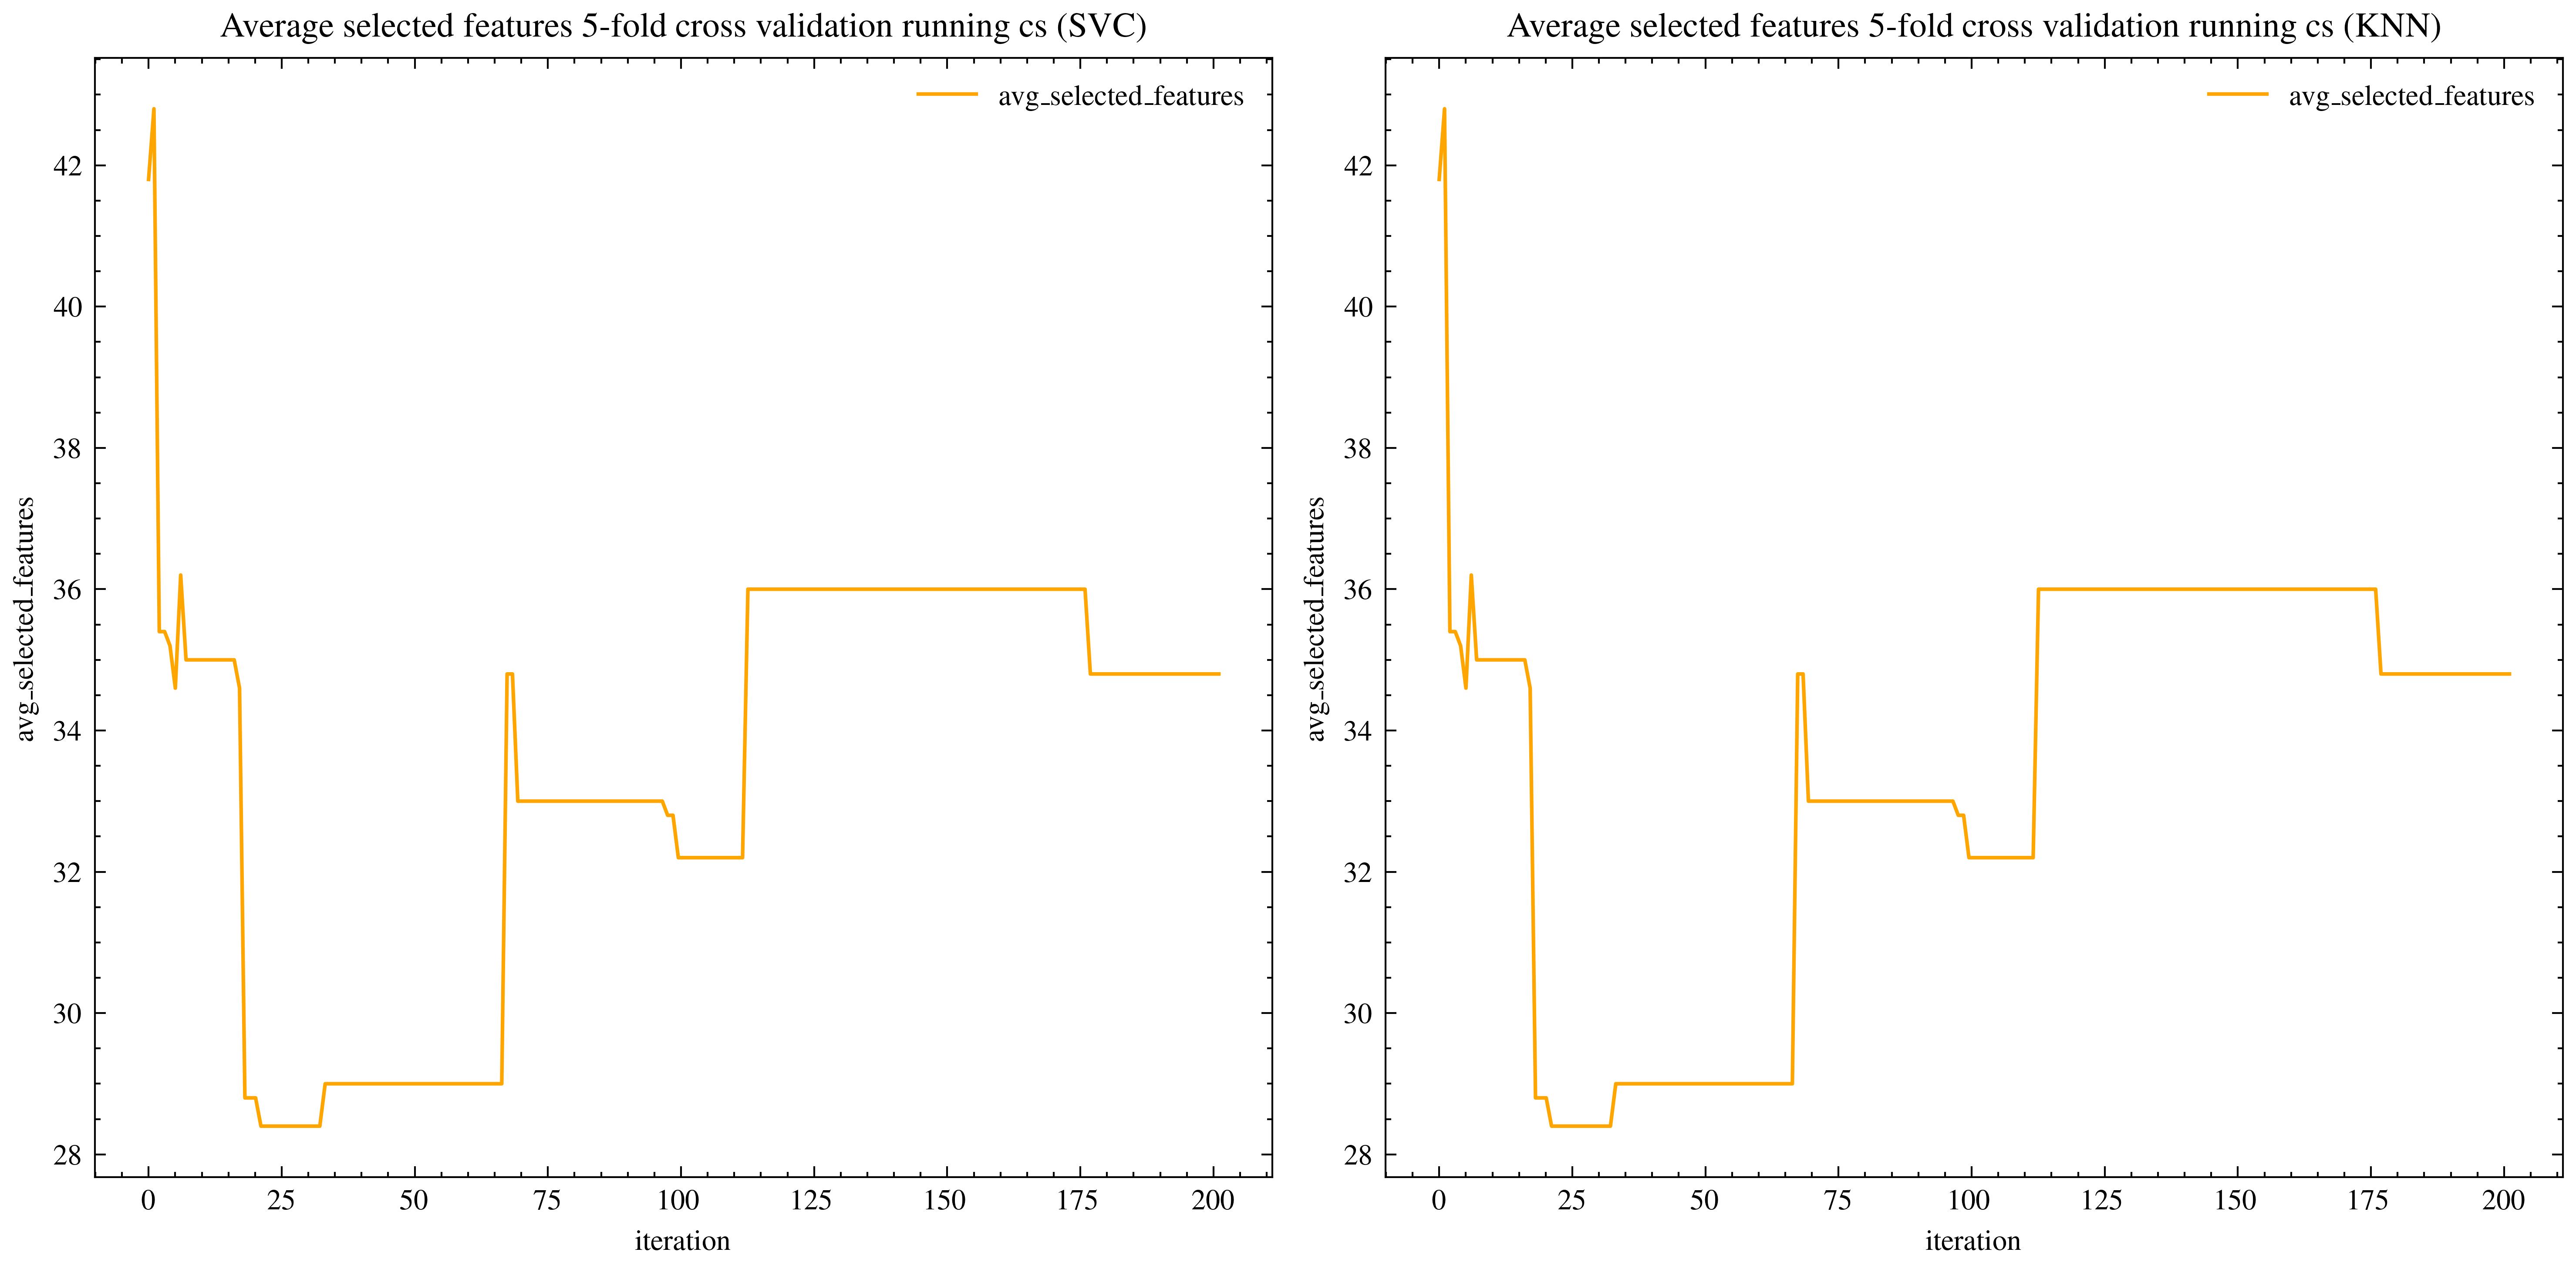 Average selected features 5-fold cross validation running cs (SVC)
avg_selected_features
42
40
38
36
34
32
30
28
avg_selected_features
0 25 50 75 100 125 150 175 200
iteration
Average selected features 5-fold cross validation running cs (KNN)
avg_selected_features
42
40
38
36
34
32
30
28
avg_selected_features
0 25 50 75 100 125 150 175 200
iteration